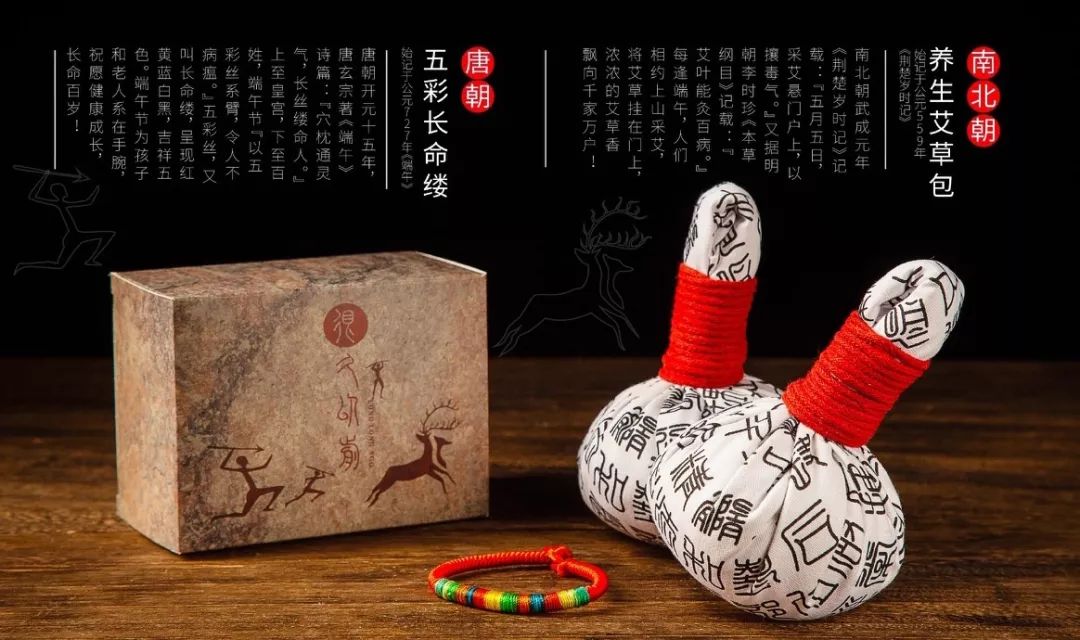 南北朝
养生艾草包
始记于公元559年
《荆楚岁时记》
南北朝武成元年
《荆楚岁时记》记
载：『五月五日，
采艾悬门户上，以
攘毒气。』又据明
朝李时珍《本草
纲目》记载：『
艾叶能灸百病。』
每逢端午，人们
相约上山采艾，
将艾草挂在门上，
浓浓的艾草香
飘向千家万户！
唐朝
五彩长命缕
始记于公元727年《端午》
唐朝开元十五年，
唐玄宗著《端午》
诗篇：『穴枕通灵
气，长丝续命人。』
上至皇宫，下至百
姓，端午节『以五
彩丝系臂，令人不
病瘟。』五彩丝，又
叫长命缕，呈现红
黄蓝白黑，吉祥五
色。端午节为孩子
和老人系在手腕，
祝愿健康成长，
长命百岁！
很久以前